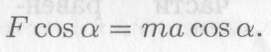 F cos α = ma cos α.